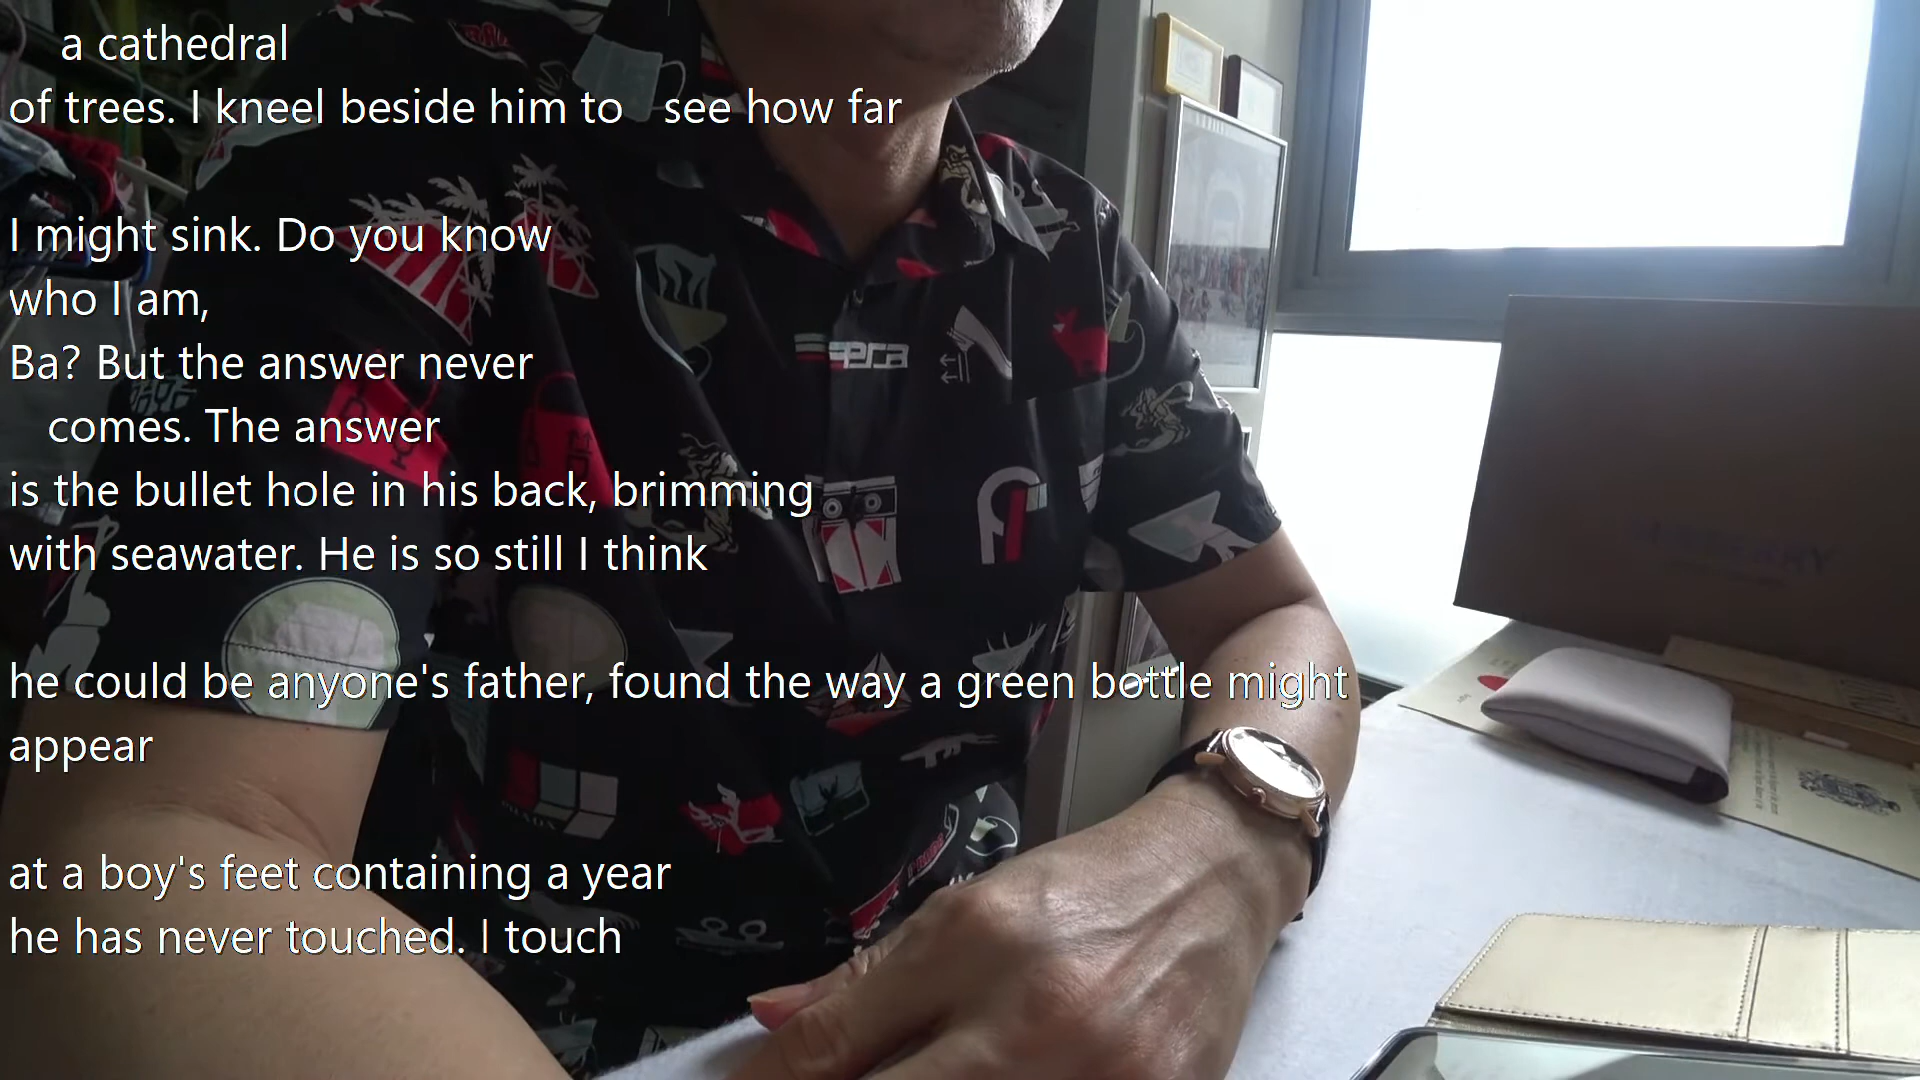 a cathedral
of trees. I kneel beside him to see how far
I might sink. Do you know
who I am,
Ba? But the answer never
comes. The answer
is the bullet hole in his back, brimming
with seawater. He is so still I think
he could be anyone's father, found the way a green bottle might
appear
at a boy's feet containing a year
he has never touched. I touch
PRADA